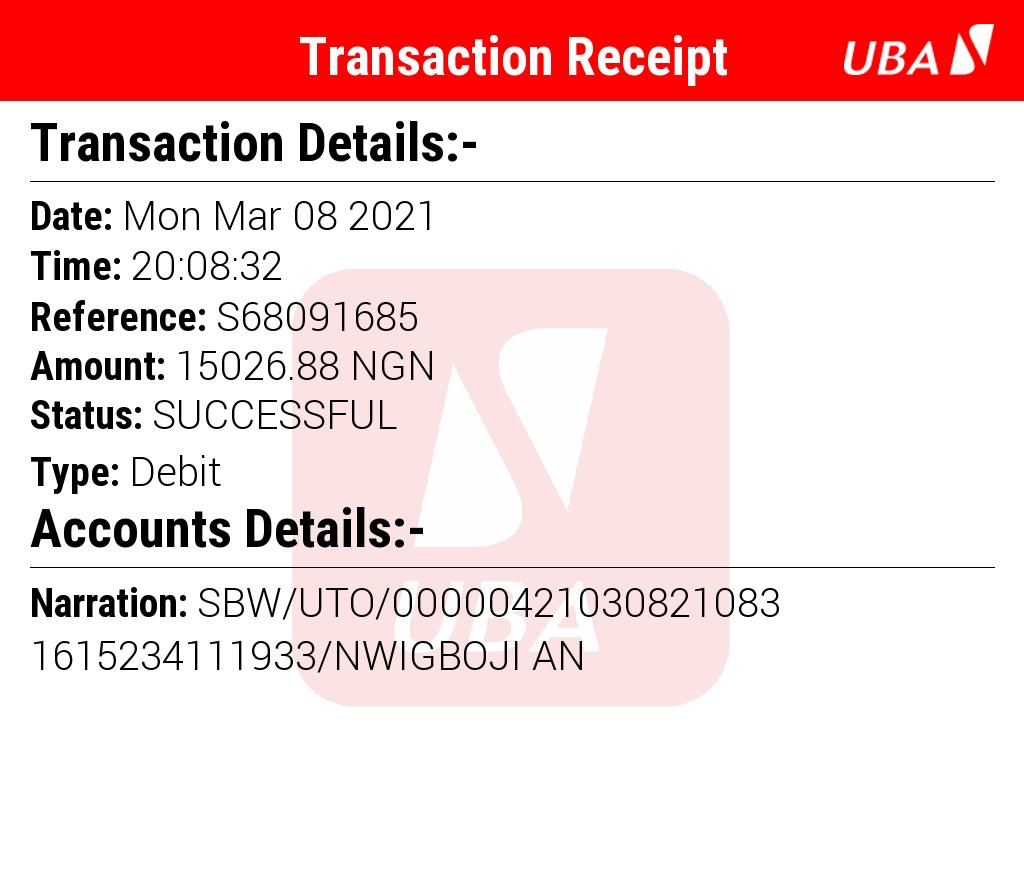 Transaction Receipt
UBA
Transaction Details:-
Date: Mon Mar 08 2021
Time: 20:08:32
Reference: S68091685
Amount: 15026.88 NGN
Status: SUCCESSFUL
Type: Debit
Accounts Details:-
Narration: SBW/UTO/00000421030821083
1615234111933/NWIGBOJI AN
UBA